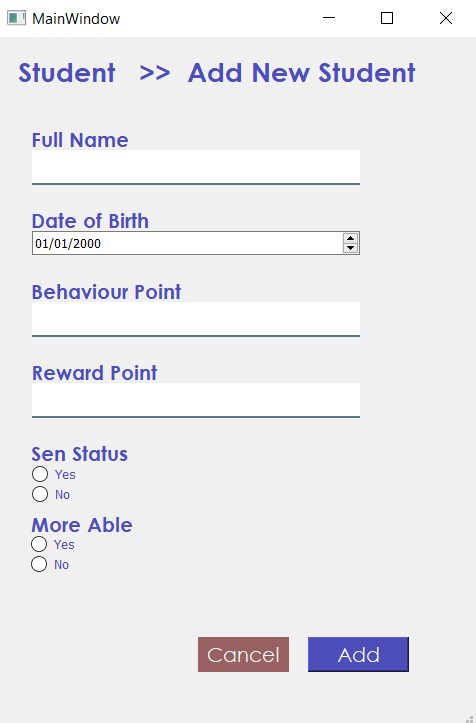 MainWindow
Student >> Add New Student
Full Name
Date of Birth
01/01/2000
Behaviour Point
Reward Point
Sen Status
Yes
No
More Able
Yes
No
Cancel Add